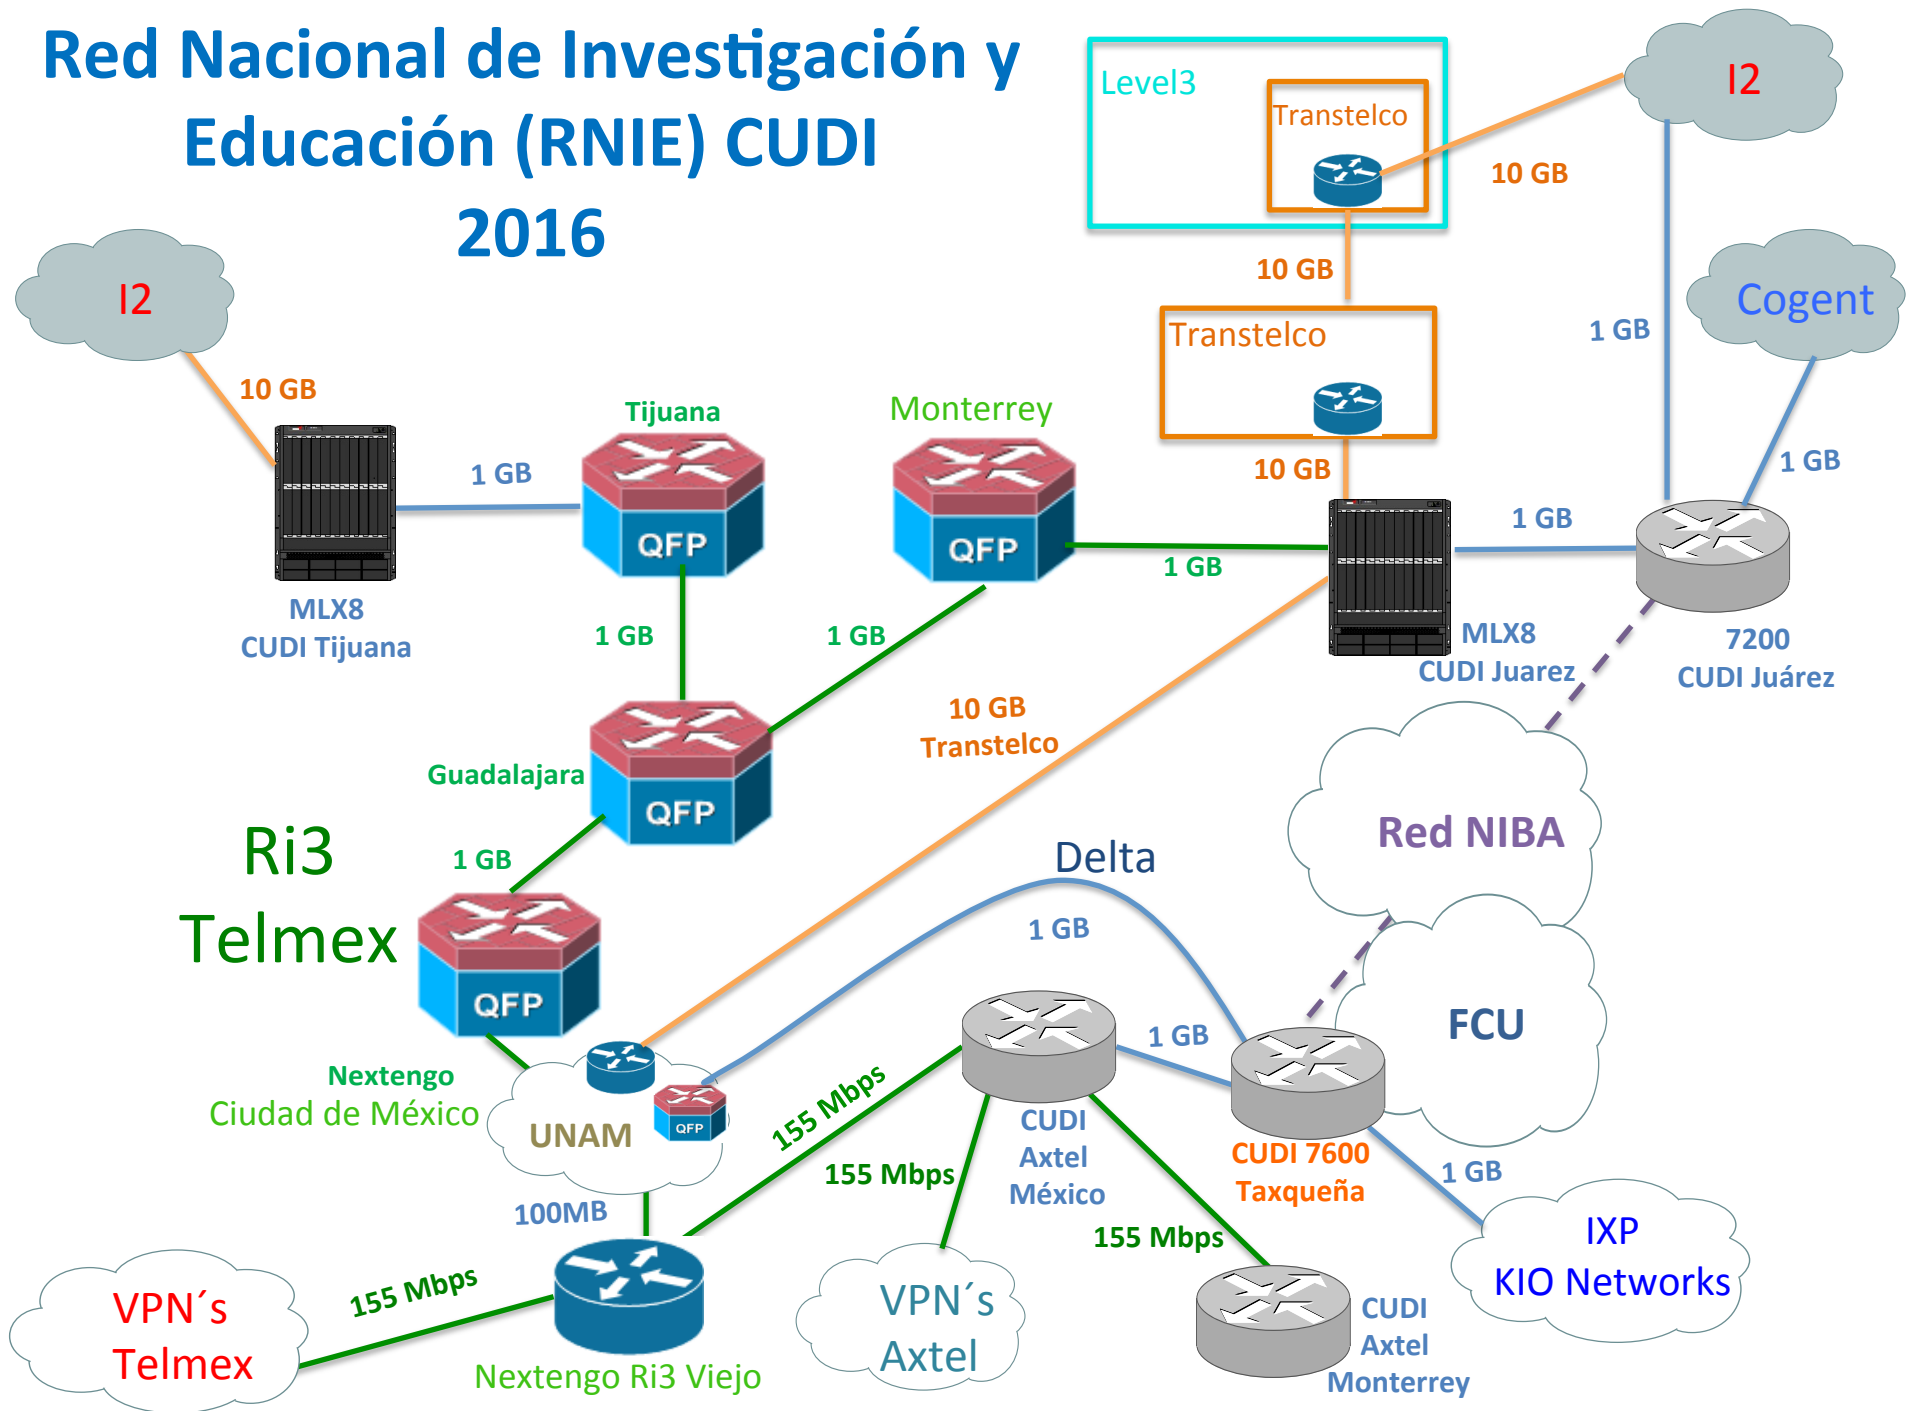 Red Nacional de Investigación y
Educación (RNIE) CUDI
2016
Level3
Transtelco
I2
10 GB
10 GB
I2
Cogent
1 GB
Transtelco
10 GB
Tijuana
Monterrey
10 GB
1 GB
1 GB
1 GB
QFP
QFP
1 GB
MLX8
CUDI Tijuana
1 GB
1 GB
MLX8
CUDI Juarez
7200
CUDI Juárez
10 GB
Transtelco
Guadalajara
QFP
Ri3
Telmex
1 GB
Delta
Red NIBA
1 GB
QFP
FCU
1 GB
Nextengo
Ciudad de México
UNAM
QFP
155 Mbps
CUDI
Axtel
México
CUDI 7600
Taxqueña
155 Mbps
1 GB
100MB
155 Mbps
IXP
KIO Networks
VPN´s
Telmex
155 Mbps
VPN´s
Axtel
CUDI
Axtel
Monterrey
Nextengo Ri3 Viejo